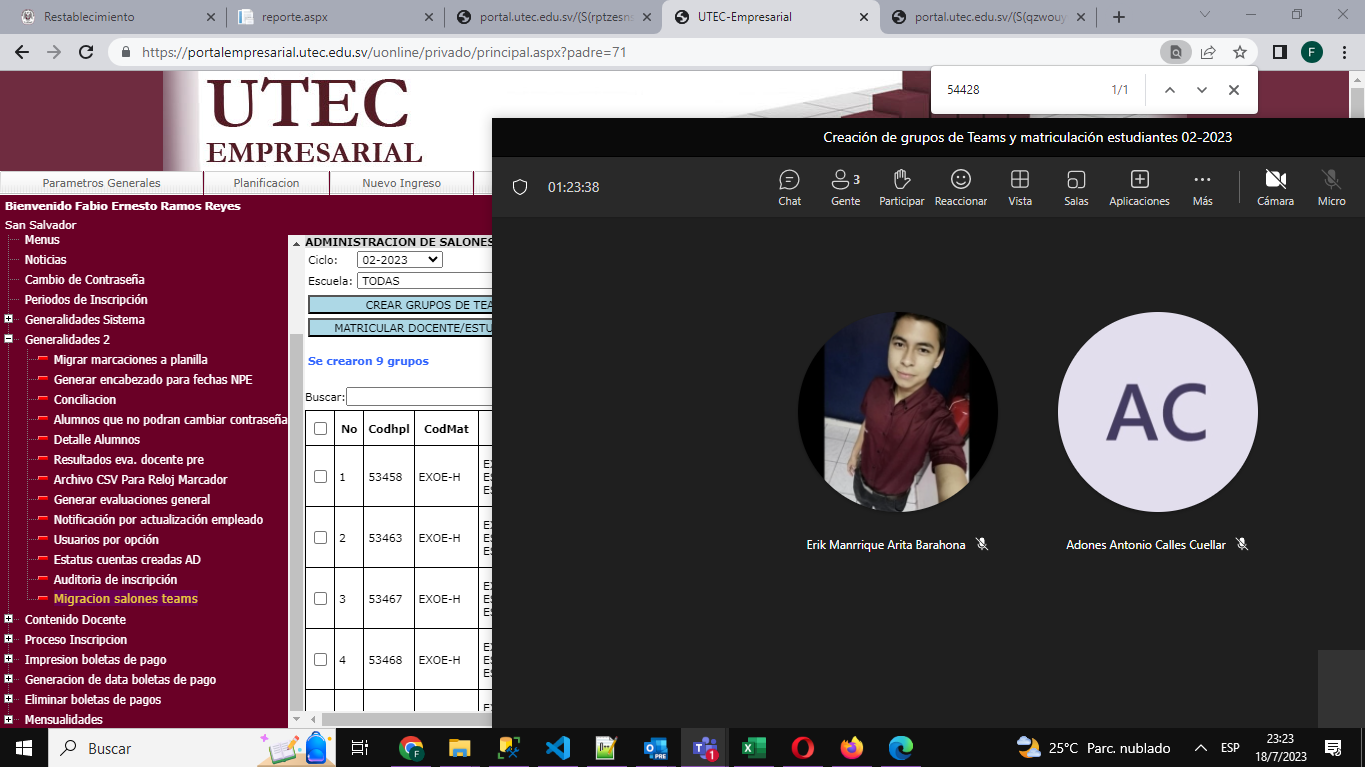 Restablecimiento
reporte.aspx
portal.utec.edu.sv/(S(rptzesns
UTEC-Empresarial
portal.utec.edu.sv/(S(qzwouy
https://portalempresarial.utec.edu.sv/uonline/privado/principal.aspx?padre=71
F
54428 1/1
UTEC
EMPRESARIAL
Creación de grupos de Teams y matriculación estudiantes 02-2023
Parametros Generales Planificacion Nuevo Ingreso
01:23:38
Chat
Gente 3
Participar
Reaccionar
Vista
Salas
Aplicaciones
Más
Cámara
Micro
Bienvenido Fabio Ernesto Ramos Reyes
San Salvador
Menus
Noticias
Cambio de Contraseña
Periodos de Inscripción
Generalidades Sistema
Generalidades 2
Migrar marcaciones a planilla
Generar encabezado para fechas NPE
Conciliacion
Alumnos que no podran cambiar contraseña
Detalle Alumnos
Resultados eva. docente pre
Archivo CSV Para Reloj Marcador
Generar evaluaciones general
Notificación por actualización empleado
Usuarios por opción
Estatus cuentas creadas AD
Auditoria de inscripción
Migracion salones teams
Contenido Docente
Proceso Inscripcion
Impresion boletas de pago
Generacion de data boletas de pago
Eliminar boletas de pagos
Mensualidades
ADMINISTRACION DE SALONES
Ciclo: 02-2023
Escuela: TODAS
CREAR GRUPOS DE TEA
MATRICULAR DOCENTE/ESTU
Se crearon 9 grupos
Buscar:
No Codhpl CodMat
1 53458 EXOE-H
2 53463 EXOE-H
3 53467 EXOE-H
4 53468 EXOE-H
AC
Erik Manrrique Arita Barahona
Adones Antonio Calles Cuellar
Buscar
PRE
1
25°C Parc. nublado
ESP
23:23
18/7/2023